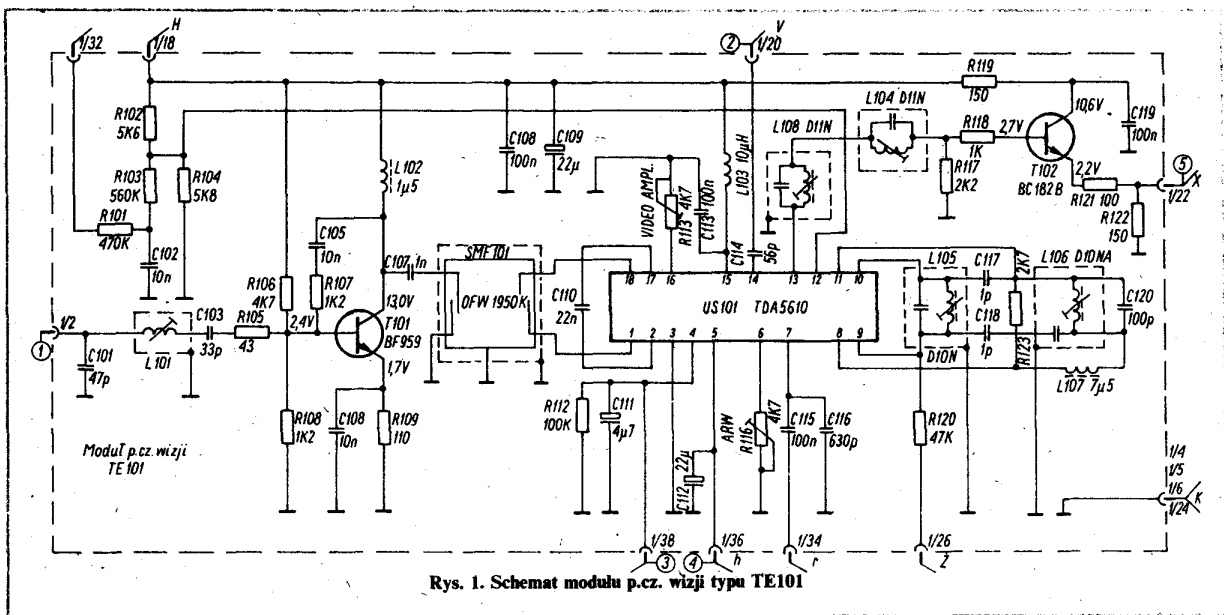 1/32
1/18
H
2
1/20
V
R102
5K6
R103
560K
R104
5K8
R101
470K
C102
10n
L102
1µ5
C108
100n
C109
22µ
VIDEO AMPL.
R113
4K7
C113
100n
L103 10µH
C114
56p
L108 D11N
L104 D11N
R119
150
R118
1K
2,7V
R117
2K2
10,6V
T102
BC182B
2,2V
R121 100
C119
100n
5
X
1/22
R122
150
C105
10n
R106
4K7
R107
1K2
C107 1n
SMF101
OFW 1950K
13,0V
T101
BF959
2,4V
1,7V
1
1/2
C101
47p
L101
C103
33p
R105
43
R108
1K2
C108
10n
R109
110
C110
22n
18 17 16 15 14 13 12 11 10
US101 TDA5610
1 2 3 4 5 6 7 8 9
L105
D10N
C117
1p
C118
1p
2K7
R123
L106 D10NA
C120
100p
L107 7µ5
R112
100K
C111
4µ7
C112
22µ
ARW
R116
4K7
C115
100n
C116
630p
R120
47K
Moduł p.cz. wizji
TE101
1/4
1/5
1/6
1/24
K
1/38
3
1/36
4
h
1/34
r
1/26
Ż
Rys. 1. Schemat modułu p.cz. wizji typu TE101